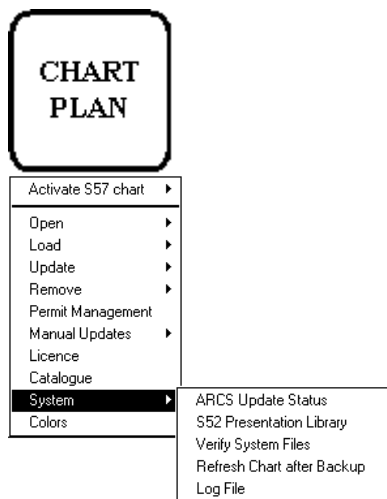 CHART
PLAN
Activate S57 chart
Open
Load
Update
Remove
Permit Management
Manual Updates
Licence
Catalogue
System
Colors
ARCS Update Status
S52 Presentation Library
Verify System Files
Refresh Chart after Backup
Log File